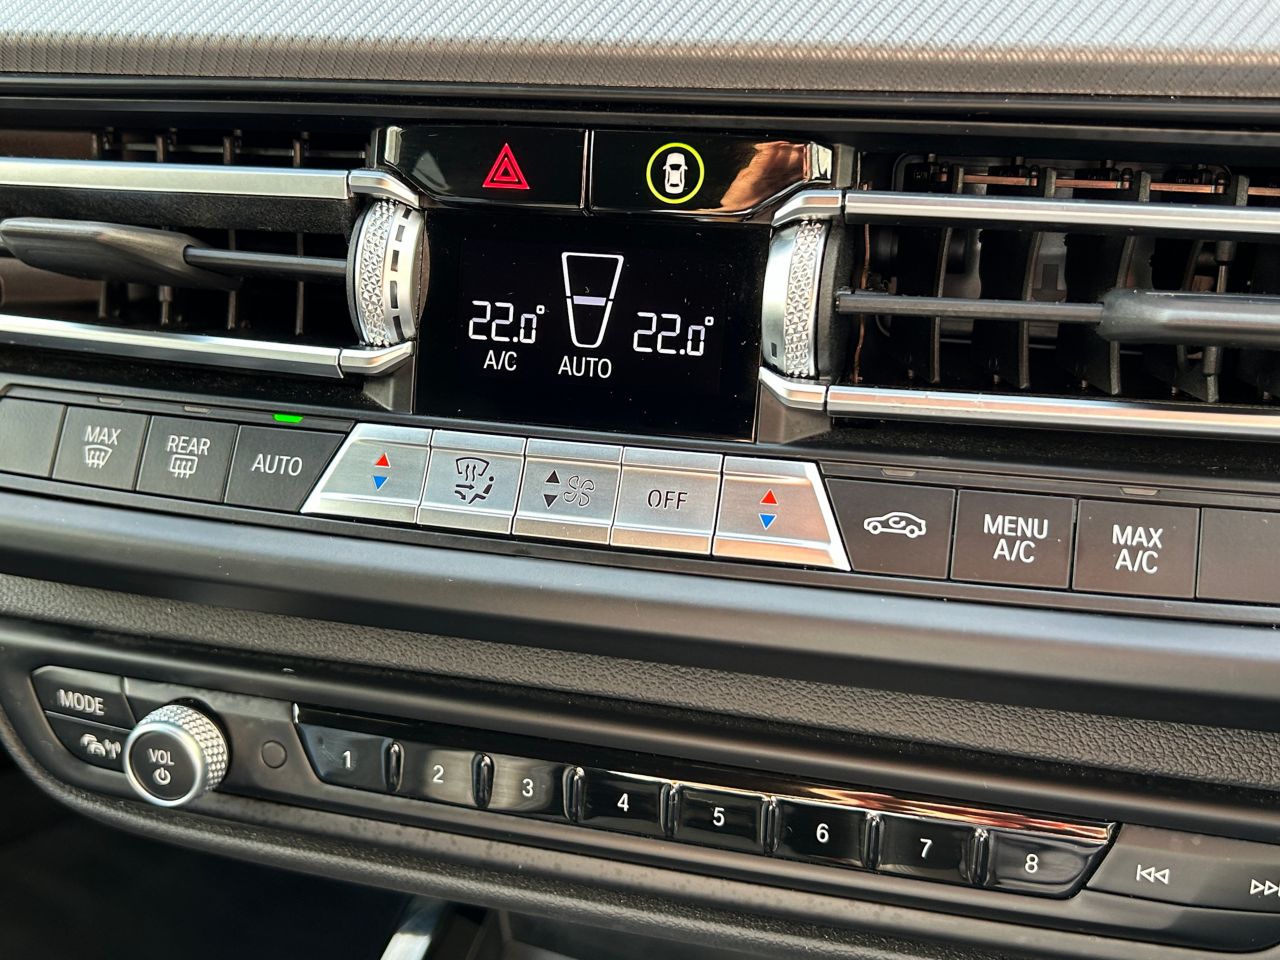 22.0°
A/C
AUTO
22.0°
MAX
REAR
AUTO
OFF
MENU
A/C
MAX
A/C
MODE
VOL
1
2
3
4
5
6
7
8